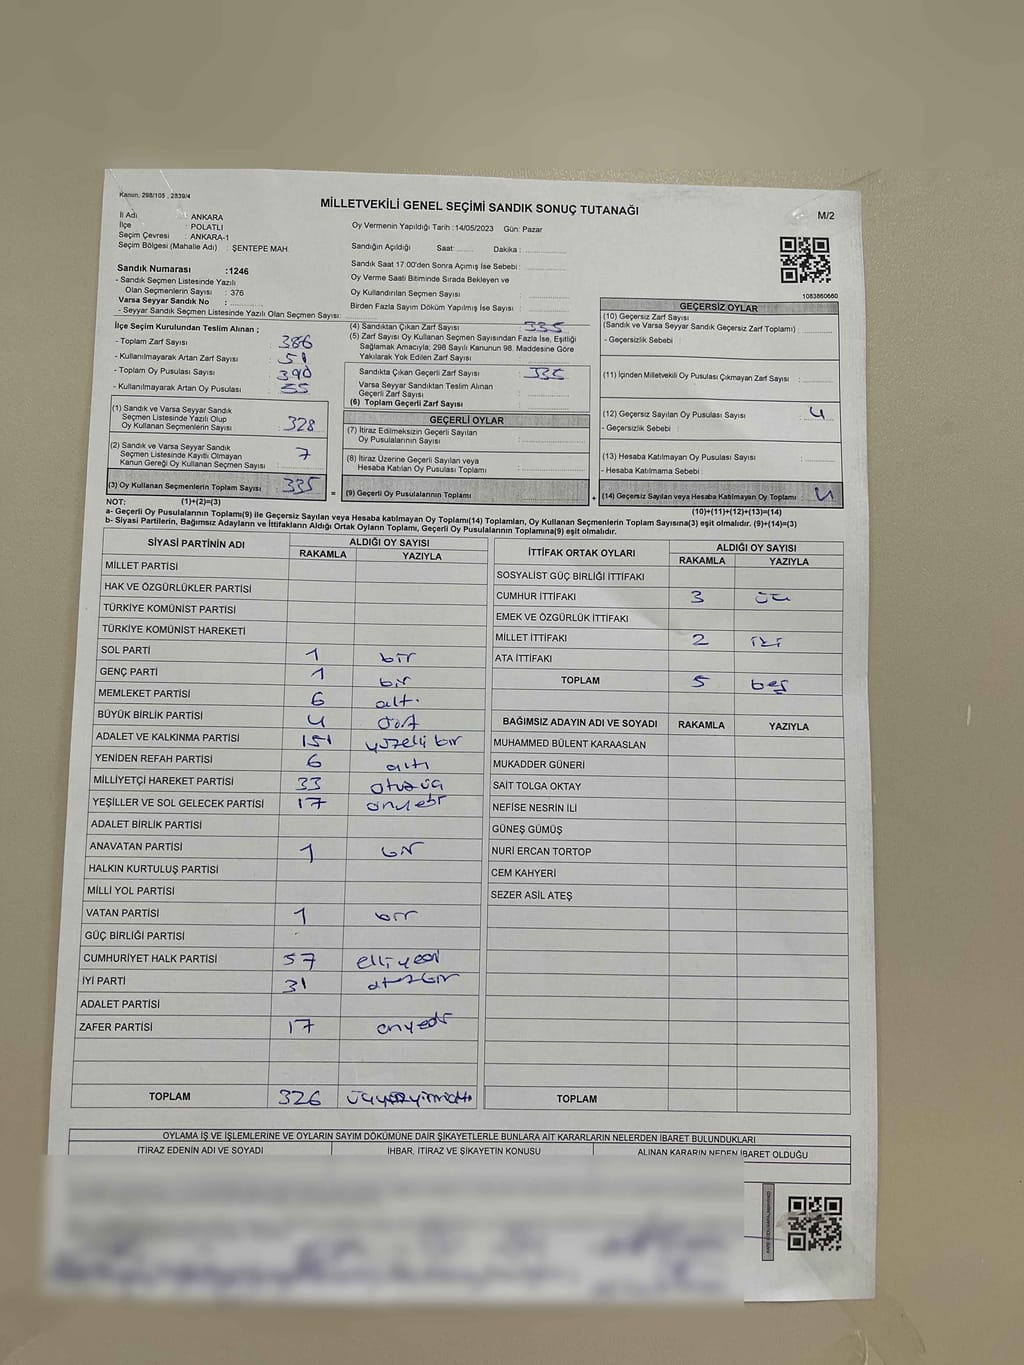 Kanun: 298/105 , 2839/4
MİLLETVEKİLİ GENEL SEÇİMİ SANDIK SONUÇ TUTANAĞI
M/2
İl Adı : ANKARA
İlçe : POLATLI
Seçim Çevresi : ANKARA-1
Seçim Bölgesi (Mahalle Adı) : ŞENTEPE MAH
Sandık Numarası :1246
- Sandık Seçmen Listesinde Yazılı
Olan Seçmenlerin Sayısı : 376
Varsa Seyyar Sandık No :
- Seyyar Sandık Seçmen Listesinde Yazılı Olan Seçmen Sayısı:
Oy Vermenin Yapıldığı Tarih : 14/05/2023 Gün: Pazar
Sandığın Açıldığı Saat Dakika :
Sandık Saat 17:00'den Sonra Açımış İse Sebebi :
Oy Verme Saati Bitiminde Sırada Bekleyen ve
Oy Kullandırılan Seçmen Sayısı :
Birden Fazla Sayım Döküm Yapılmış İse Sayısı :
1083860660
İlçe Seçim Kurulundan Teslim Alınan ;
- Toplam Zarf Sayısı : 386
- Kullanılmayarak Artan Zarf Sayısı : 51
- Toplam Oy Pusulası Sayısı : 390
- Kullanılmayarak Artan Oy Pusulası : 55
(1) Sandık ve Varsa Seyyar Sandık
Seçmen Listesinde Yazılı Olup
Oy Kullanan Seçmenlerin Sayısı : 328
(2) Sandık ve Varsa Seyyar Sandık
Seçmen Listesinde Kayıtlı Olmayan
Kanun Gereği Oy Kullanan Seçmen Sayısı : 7
(3) Oy Kullanan Seçmenlerin Toplam Sayısı : 335
(4) Sandıktan Çıkan Zarf Sayısı : 335
(5) Zarf Sayısı Oy Kullanan Seçmen Sayısından Fazla İse, Eşitliği
Sağlamak Amacıyla; 298 Sayılı Kanunun 98. Maddesine Göre
Yakılarak Yok Edilen Zarf Sayısı :
Sandıkta Çıkan Geçerli Zarf Sayısı : 335
Varsa Seyyar Sandıktan Teslim Alınan
Geçerli Zarf Sayısı :
(6) Toplam Geçerli Zarf Sayısı :
GEÇERLİ OYLAR
(7) İtiraz Edilmeksizin Geçerli Sayılan
Oy Pusulalarının Sayısı :
(8) İtiraz Üzerine Geçerli Sayılan veya
Hesaba Katılan Oy Pusulası Toplamı :
= (9) Geçerli Oy Pusulalarının Toplamı :
GEÇERSİZ OYLAR
(10) Geçersiz Zarf Sayısı
(Sandık ve Varsa Seyyar Sandık Geçersiz Zarf Toplamı) :
- Geçersizlik Sebebi :
(11) İçinden Milletvekili Oy Pusulası Çıkmayan Zarf Sayısı :
(12) Geçersiz Sayılan Oy Pusulası Sayısı : 4
- Geçersizlik Sebebi :
(13) Hesaba Katılmayan Oy Pusulası Sayısı :
- Hesaba Katılmama Sebebi :
+ (14) Geçersiz Sayılan veya Hesaba Katılmayan Oy Toplamı : 4
NOT: (1)+(2)=(3) (10)+(11)+(12)+(13)=(14)
a- Geçerli Oy Pusulalarının Toplamı(9) ile Geçersiz Sayılan veya Hesaba katılmayan Oy Toplamı(14) Toplamları, Oy Kullanan Seçmenlerin Toplam Sayısına(3) eşit olmalıdır. (9)+(14)=(3)
b- Siyasi Partilerin, Bağımsız Adayların ve İttifakların Aldığı Ortak Oyların Toplamı, Geçerli Oy Pusulalarının Toplamına(9) eşit olmalıdır.
SİYASİ PARTİNİN ADI ALDIĞI OY SAYISI
RAKAMLA YAZIYLA
MİLLET PARTİSİ
HAK VE ÖZGÜRLÜKLER PARTİSİ
TÜRKİYE KOMÜNİST PARTİSİ
TÜRKİYE KOMÜNİST HAREKETİ
SOL PARTİ 1 bir
GENÇ PARTİ 1 bir
MEMLEKET PARTİSİ 6 altı
BÜYÜK BİRLİK PARTİSİ 4 dört
ADALET VE KALKINMA PARTİSİ 151 yüzelli bir
YENİDEN REFAH PARTİSİ 6 altı
MİLLİYETÇİ HAREKET PARTİSİ 33 otuzüç
YEŞİLLER VE SOL GELECEK PARTİSİ 17 onyedi
ADALET BİRLİK PARTİSİ
ANAVATAN PARTİSİ 1 bir
HALKIN KURTULUŞ PARTİSİ
MİLLİ YOL PARTİSİ
VATAN PARTİSİ 1 bir
GÜÇ BİRLİĞİ PARTİSİ
CUMHURİYET HALK PARTİSİ 57 elliyedi
İYİ PARTİ 31 otuzbir
ADALET PARTİSİ
ZAFER PARTİSİ 17 onyedi
TOPLAM 326 üçyüzyirmialtı
İTTİFAK ORTAK OYLARI ALDIĞI OY SAYISI
RAKAMLA YAZIYLA
SOSYALİST GÜÇ BİRLİĞİ İTTİFAKI
CUMHUR İTTİFAKI 3 üç
EMEK VE ÖZGÜRLÜK İTTİFAKI
MİLLET İTTİFAKI 2 iki
ATA İTTİFAKI
TOPLAM 5 beş
BAĞIMSIZ ADAYIN ADI VE SOYADI RAKAMLA YAZIYLA
MUHAMMED BÜLENT KARAASLAN
MUKADDER GÜNERİ
SAİT TOLGA OKTAY
NEFİSE NESRİN İLİ
GÜNEŞ GÜMÜŞ
NURİ ERCAN TORTOP
CEM KAHYERİ
SEZER ASİL ATEŞ
TOPLAM
OYLAMA İŞ VE İŞLEMLERİNE VE OYLARIN SAYIM DÖKÜMÜNE DAİR ŞİKAYETLERLE BUNLARA AİT KARARLARIN NELERDEN İBARET BULUNDUKLARI
İTİRAZ EDENİN ADI VE SOYADI İHBAR, İTİRAZ VE ŞİKAYETİN KONUSU ALINAN KARARIN NEDEN İBARET OLDUĞU